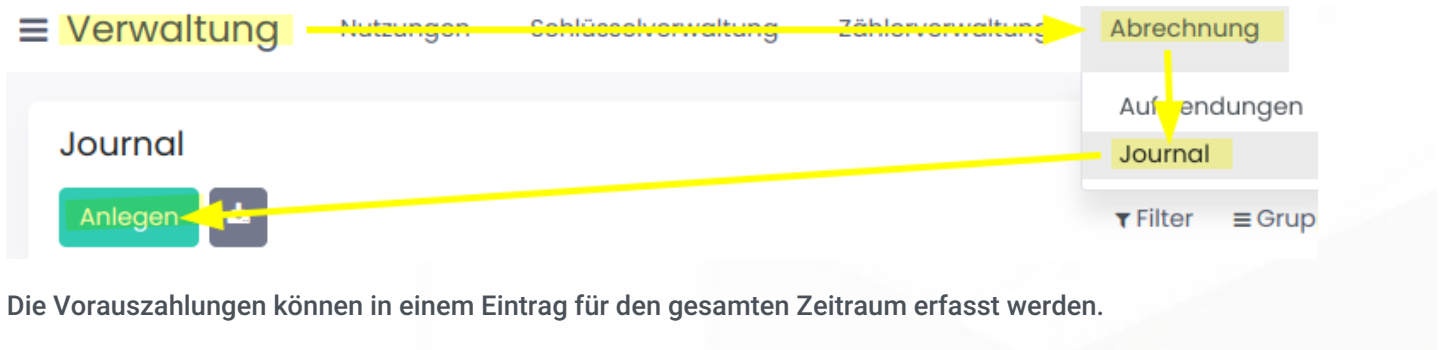 Verwaltung Nutzungen Schlüsselverwaltung Zählerverwaltung Abrechnung
Aufwendungen
Journal
Journal
Anlegen
Filter Grup
Die Vorauszahlungen können in einem Eintrag für den gesamten Zeitraum erfasst werden.